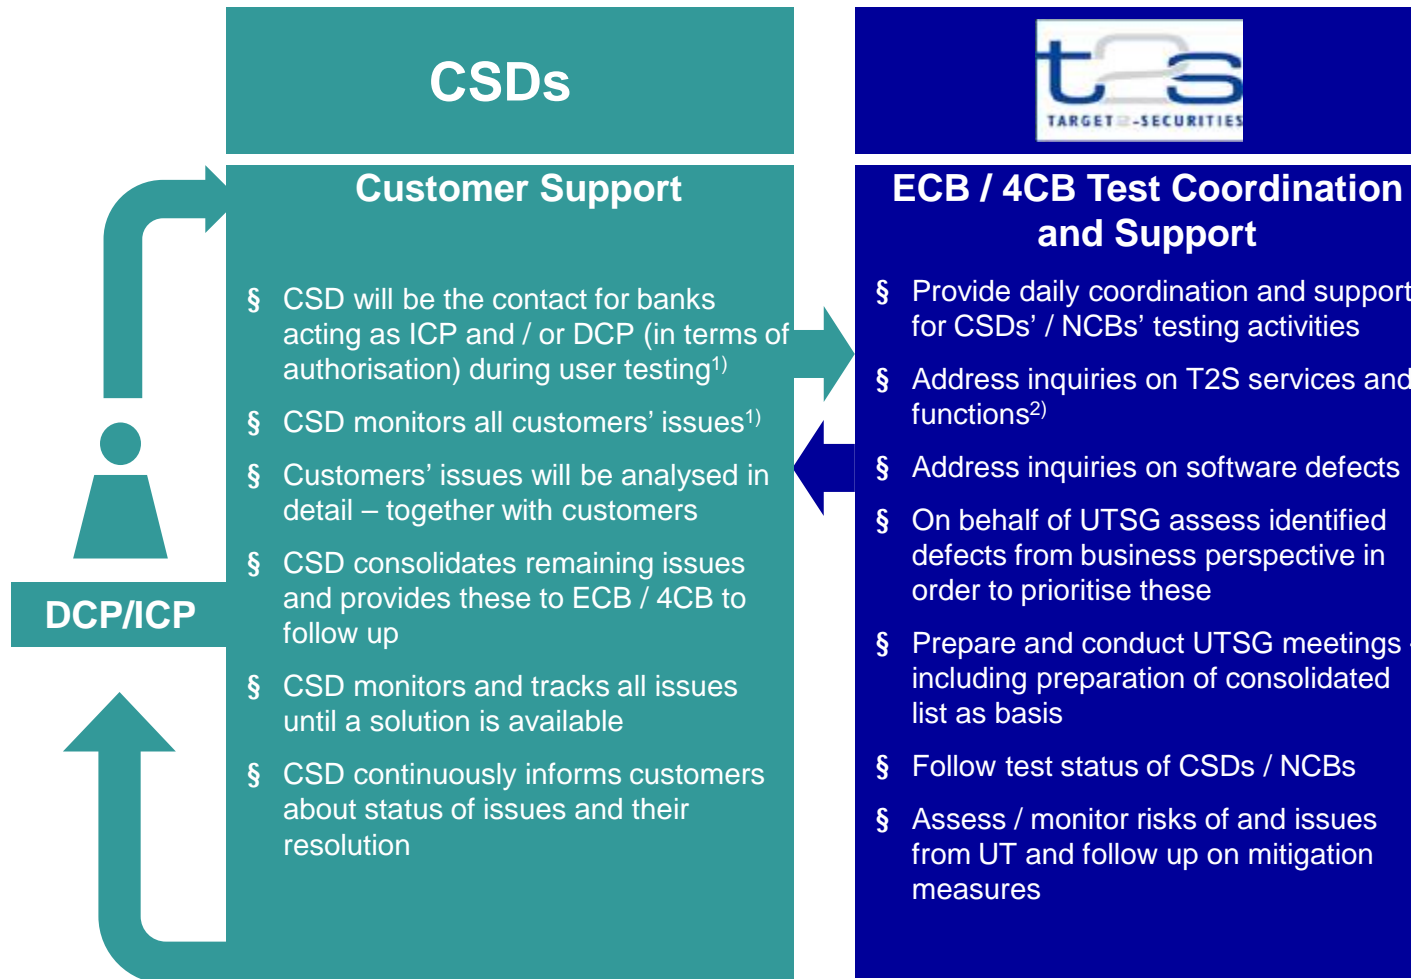 CSDs
t2s
TARGET2-SECURITIES
Customer Support
§ CSD will be the contact for banks
acting as ICP and / or DCP (in terms of
authorisation) during user testing1)
§ CSD monitors all customers’ issues1)
§ Customers’ issues will be analysed in
detail – together with customers
§ CSD consolidates remaining issues
and provides these to ECB / 4CB to
follow up
§ CSD monitors and tracks all issues
until a solution is available
§ CSD continuously informs customers
about status of issues and their
resolution
DCP/ICP
ECB / 4CB Test Coordination
and Support
§ Provide daily coordination and support
for CSDs’ / NCBs’ testing activities
§ Address inquiries on T2S services and
functions2)
§ Address inquiries on software defects
§ On behalf of UTSG assess identified
defects from business perspective in
order to prioritise these
§ Prepare and conduct UTSG meetings -
including preparation of consolidated
list as basis
§ Follow test status of CSDs / NCBs
§ Assess / monitor risks of and issues
from UT and follow up on mitigation
measures